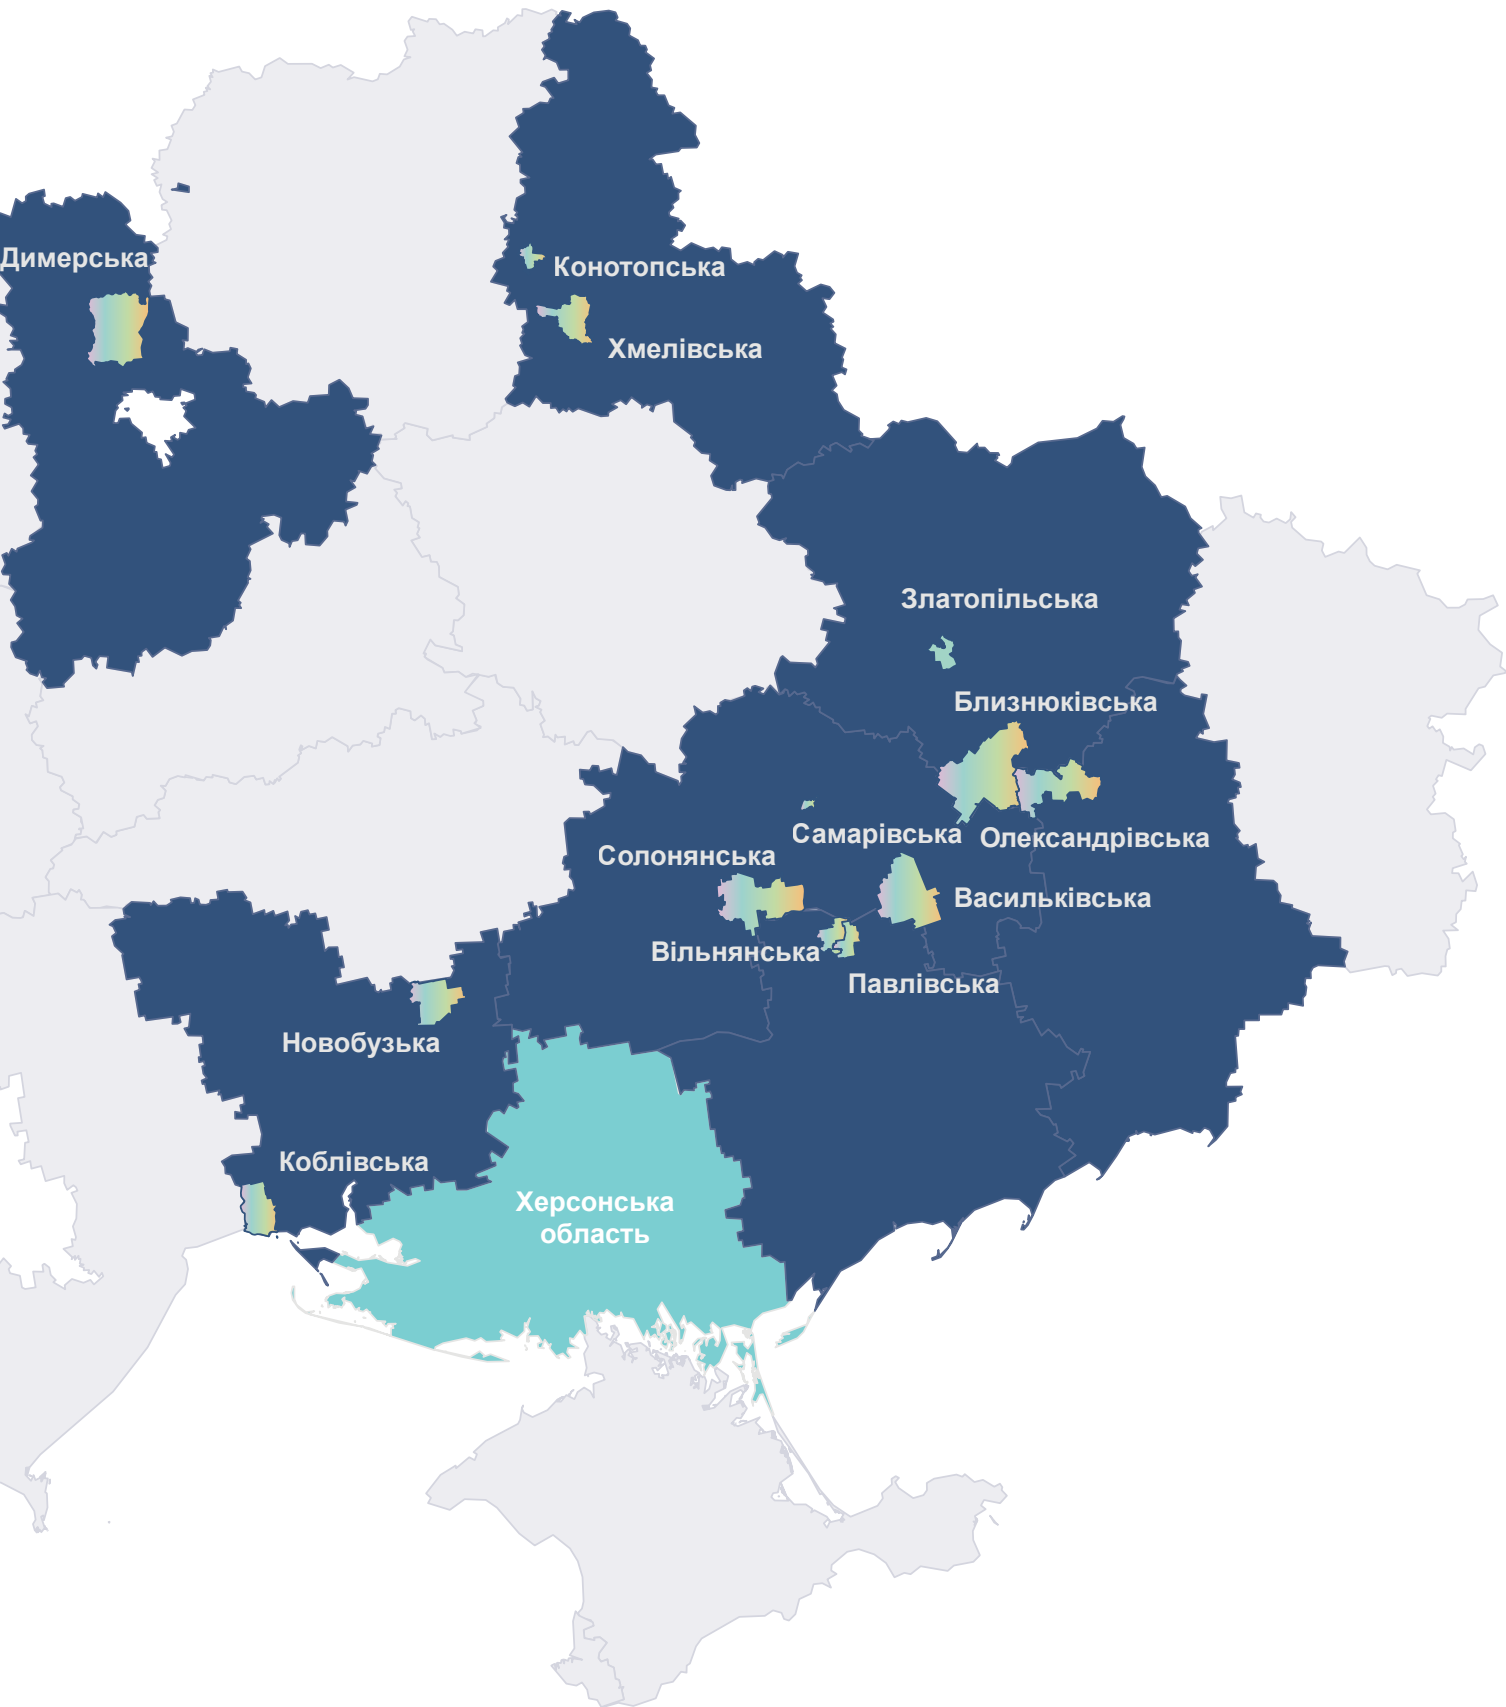 Димерська
Конотопська
Хмелівська
Златопільська
Близнюківська
Самарівська
Олександрівська
Солонянська
Васильківська
Вільнянська
Павлівська
Новобузька
Коблівська
Херсонська
область